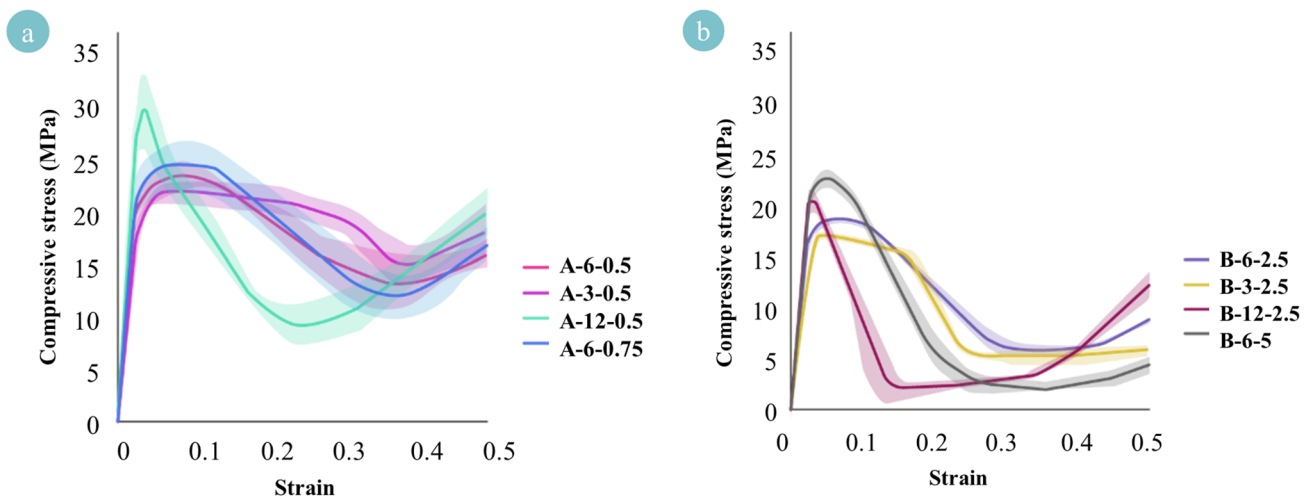 a
Compressive stress (MPa)
35
30
25
20
15
10
5
0
0 0.1 0.2 0.3 0.4 0.5
Strain
A-6-0.5
A-3-0.5
A-12-0.5
A-6-0.75
b
Compressive stress (MPa)
35
30
25
20
15
10
5
0
0 0.1 0.2 0.3 0.4 0.5
Strain
B-6-2.5
B-3-2.5
B-12-2.5
B-6-5